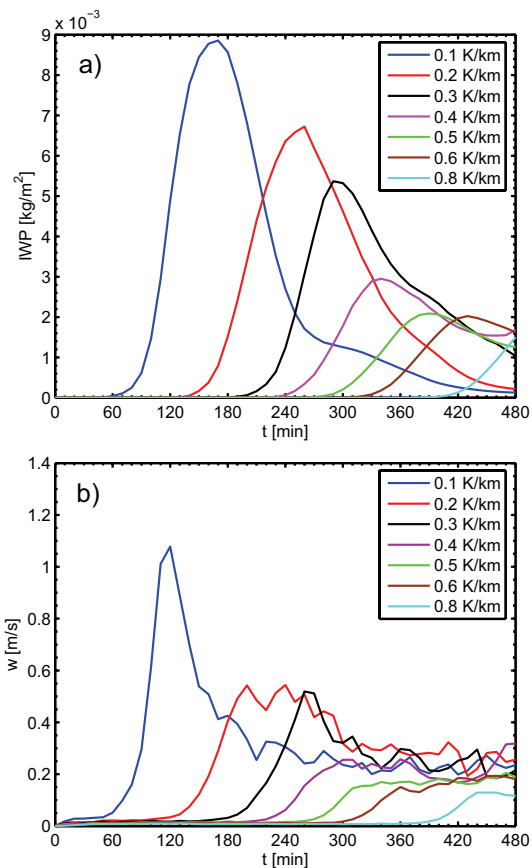 × 10⁻³
9
8
7
6
5
4
3
2
1
0
IWP [kg/m²]
a)
0.1 K/km
0.2 K/km
0.3 K/km
0.4 K/km
0.5 K/km
0.6 K/km
0.8 K/km
0 60 120 180 240 300 360 420 480
t [min]
1.4
1.2
1
0.8
0.6
0.4
0.2
0
w [m/s]
b)
0.1 K/km
0.2 K/km
0.3 K/km
0.4 K/km
0.5 K/km
0.6 K/km
0.8 K/km
0 60 120 180 240 300 360 420 480
t [min]